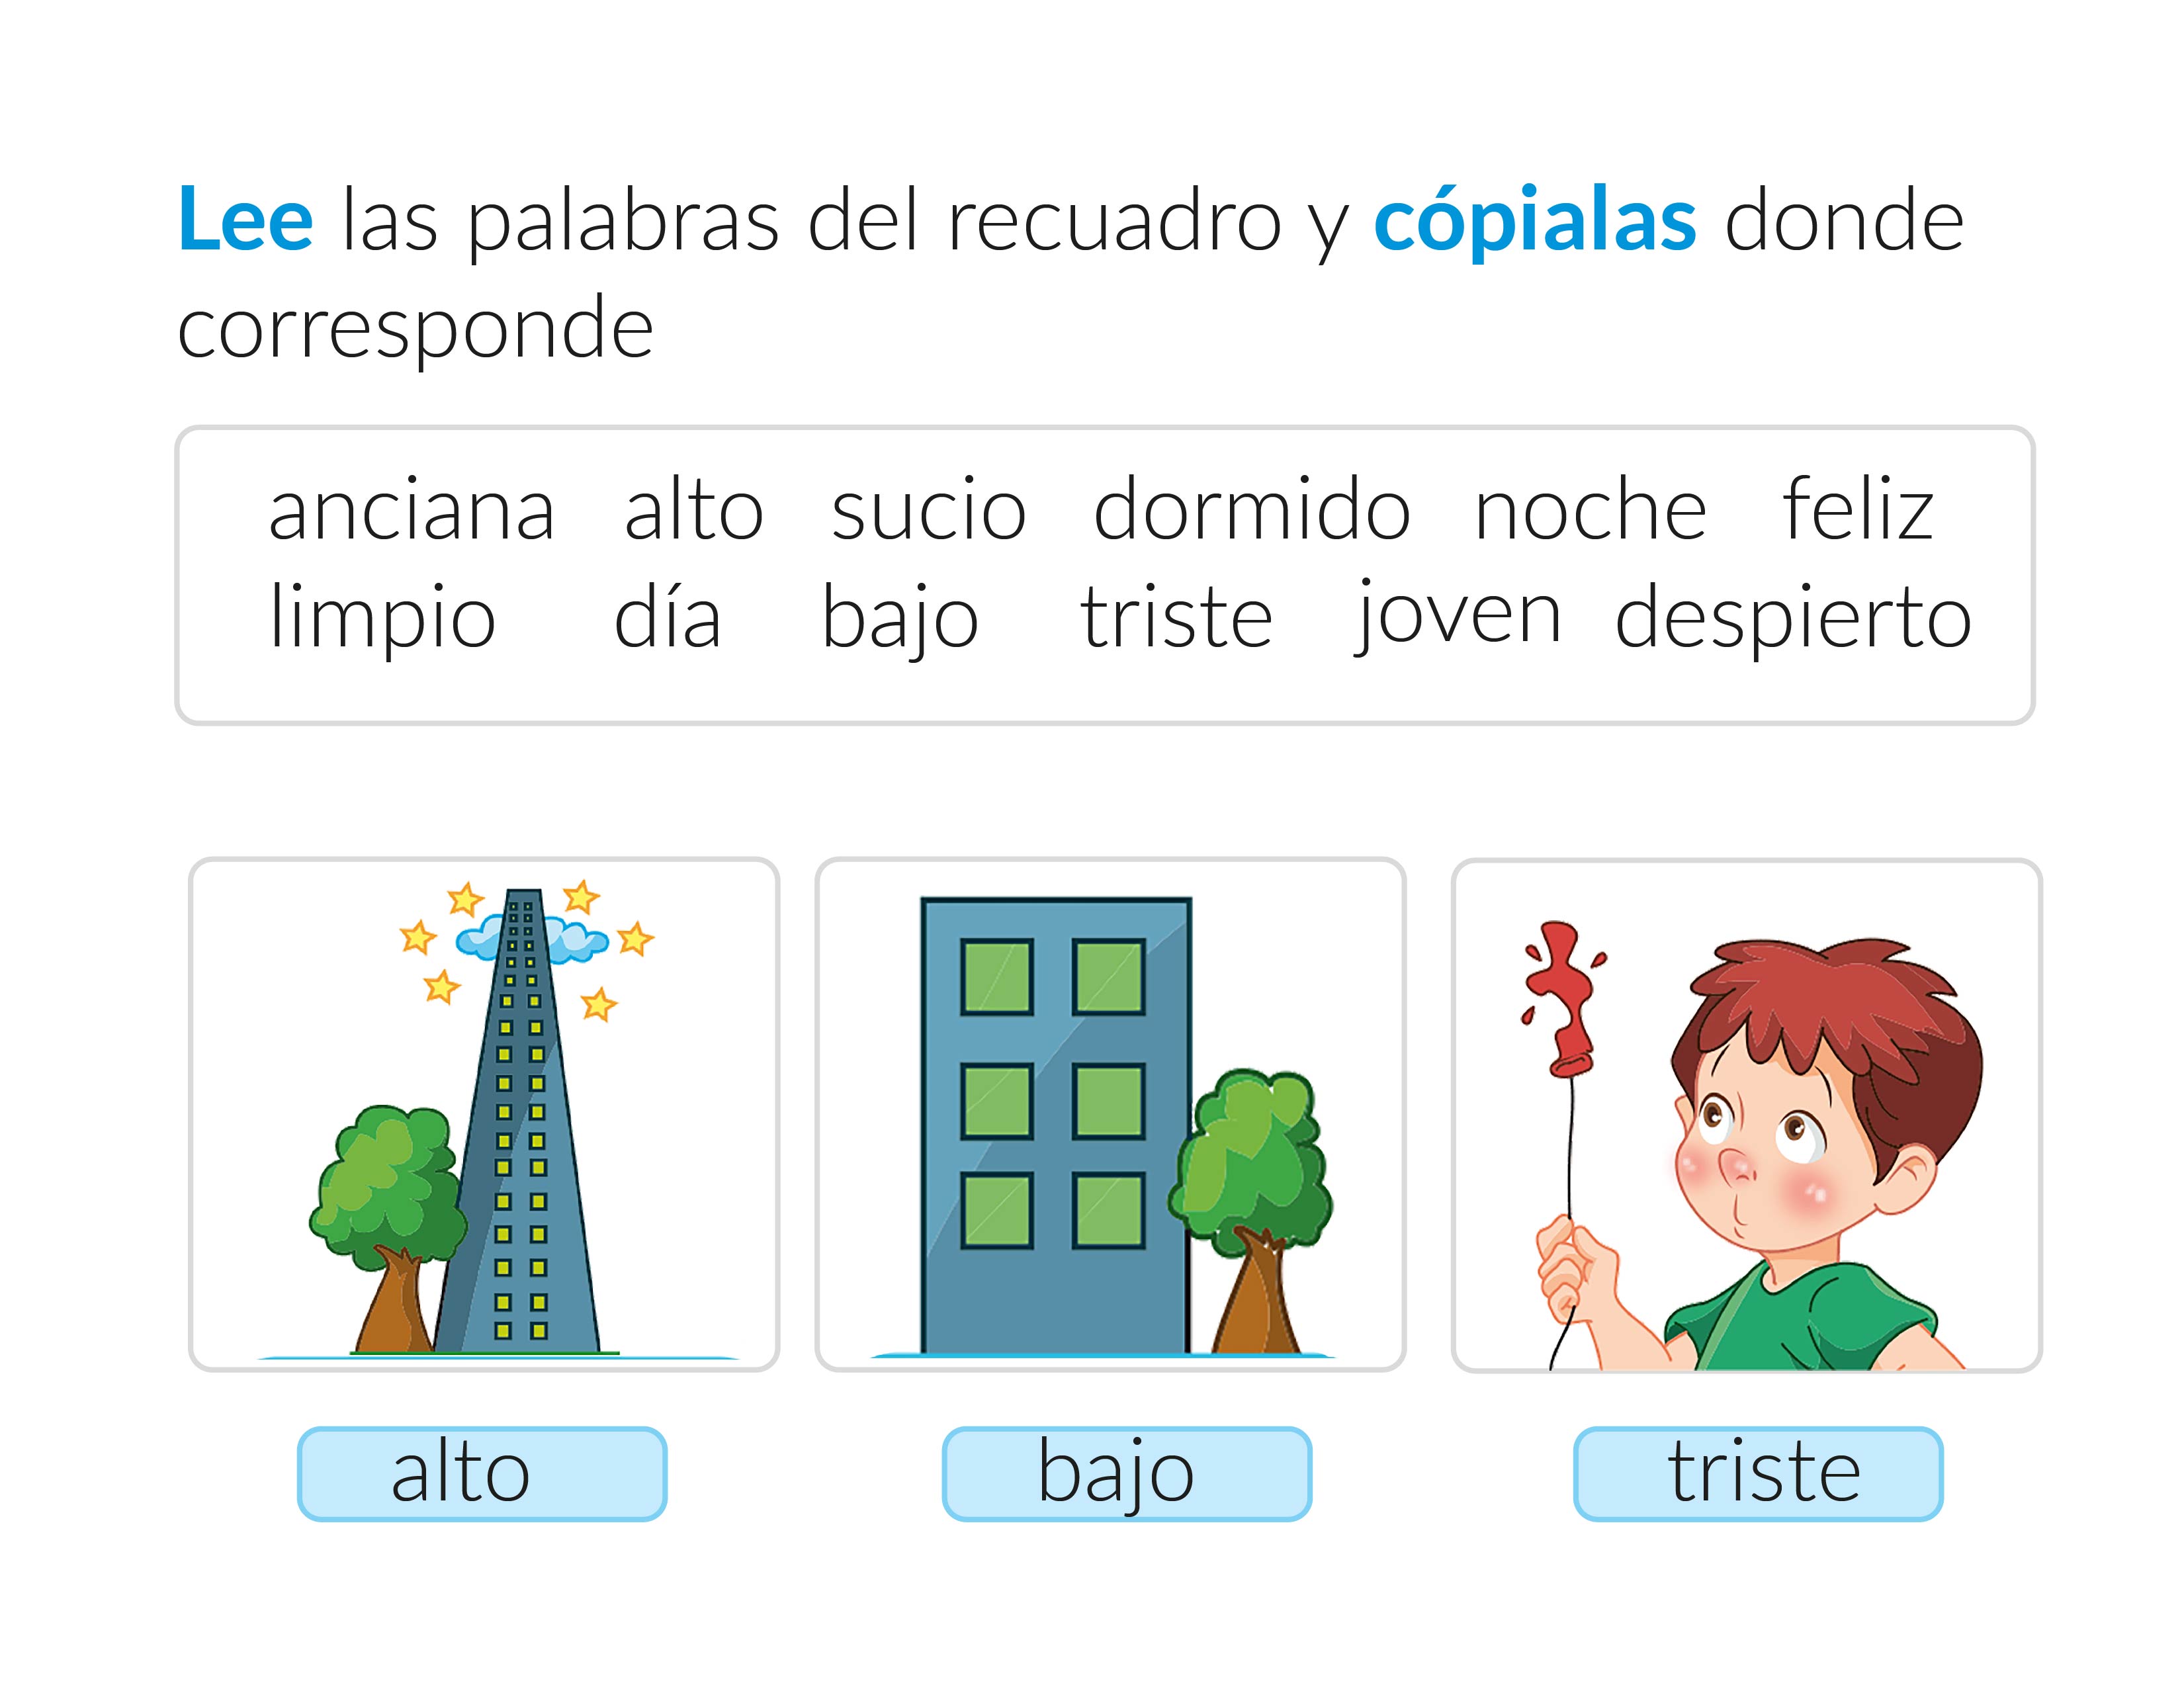 Lee las palabras del recuadro y cópialas donde
corresponde
anciana alto sucio dormido noche feliz
limpio día bajo triste joven despierto
alto bajo triste